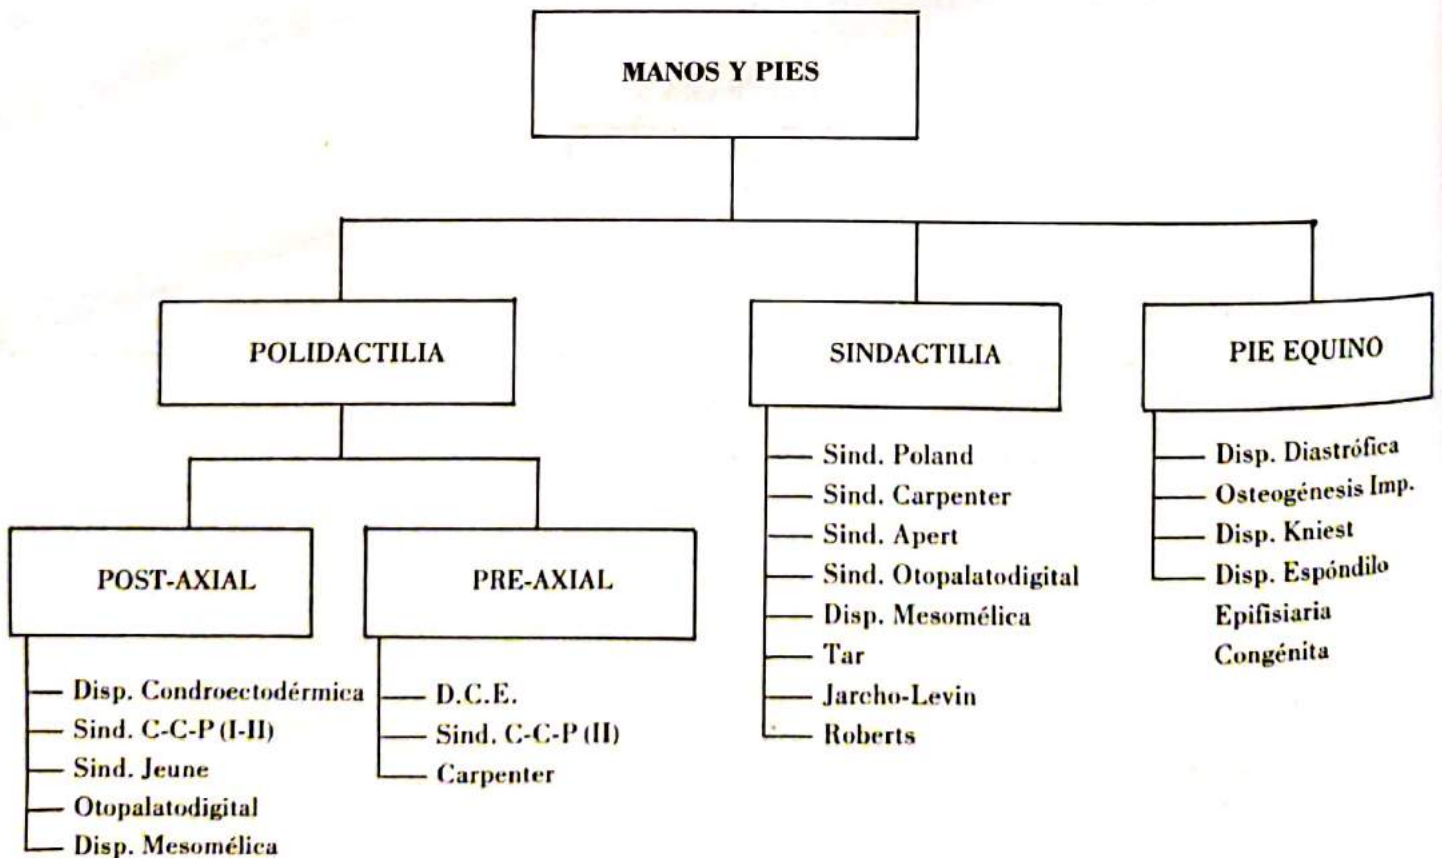 MANOS Y PIES
POLIDACTILIA
SINDACTILIA
PIE EQUINO
POST-AXIAL
PRE-AXIAL
Disp. Condroectodérmica
Sind. C-C-P (I-II)
Sind. Jeune
Otopalatodigital
Disp. Mesomélica
D.C.E.
Sind. C-C-P (II)
Carpenter
Sind. Poland
Sind. Carpenter
Sind. Apert
Sind. Otopalatodigital
Disp. Mesomélica
Tar
Jarcho-Levin
Roberts
Disp. Diastrófica
Osteogénesis Imp.
Disp. Kniest
Disp. Espóndilo
Epifisiaria
Congénita